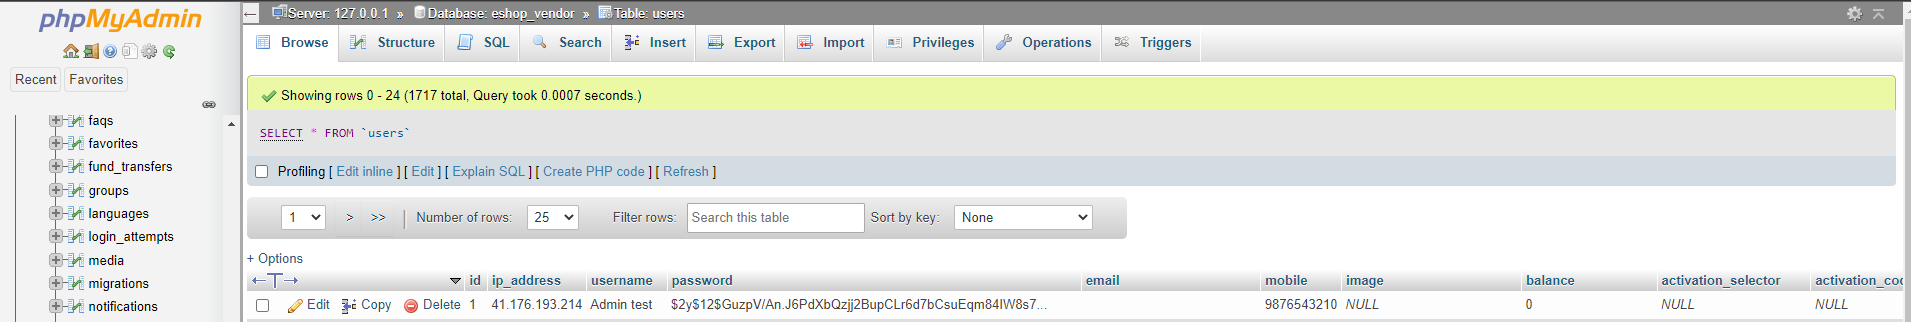 phpMyAdmin
Recent Favorites
faqs
favorites
fund_transfers
groups
languages
login_attempts
media
migrations
notifications
Server: 127.0.0.1 » Database: eshop_vendor » Table: users
Browse Structure SQL Search Insert Export Import Privileges Operations Triggers
Showing rows 0 - 24 (1717 total, Query took 0.0007 seconds.)
SELECT * FROM `users`
Profiling [ Edit inline ] [ Edit ] [ Explain SQL ] [ Create PHP code ] [ Refresh ]
1 > >> | Number of rows: 25 Filter rows: Search this table Sort by key: None
+ Options
←T→ id ip_address username password email mobile image balance activation_selector activation_cod
Edit Copy Delete 1 41.176.193.214 Admin test $2y$12$GuzpV/An.J6PdXbQzjj2BupCLr6d7bCsuEqm84IW8s7... 9876543210 NULL 0 NULL NULL